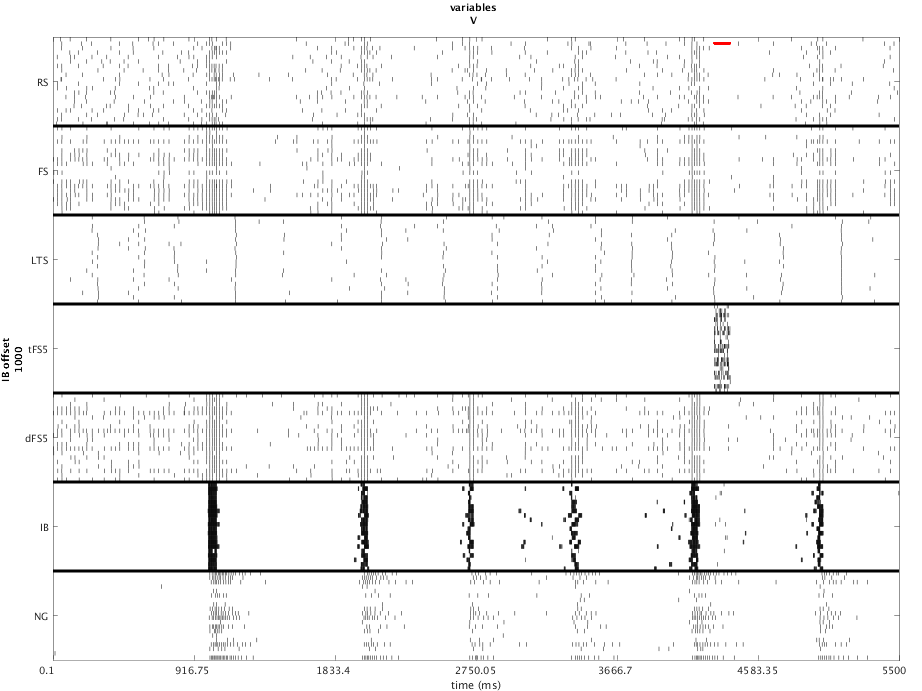 variables
V
RS
FS
LTS
IB offset
1000
tFS5
dFS5
IB
NG
0.1 916.75 1833.4 2750.05 3666.7 4583.35 5500
time (ms)